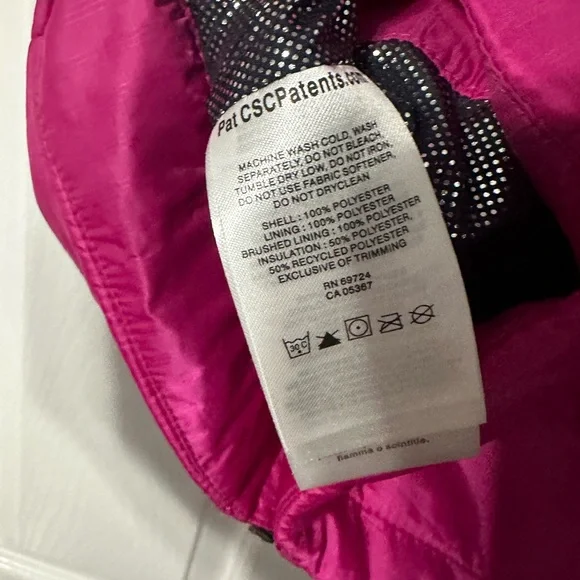 Pat CSCPatents.com
MACHINE WASH COLD, WASH
SEPARATELY, DO NOT BLEACH,
TUMBLE DRY LOW, DO NOT IRON,
DO NOT USE FABRIC SOFTENER,
DO NOT DRYCLEAN
SHELL : 100% POLYESTER
LINING : 100% POLYESTER
BRUSHED LINING : 100% POLYESTER
INSULATION : 50% POLYESTER
50% RECYCLED POLYESTER
EXCLUSIVE OF TRIMMING
RN 69724
CA 05367
30°C
fiamma o scintille.